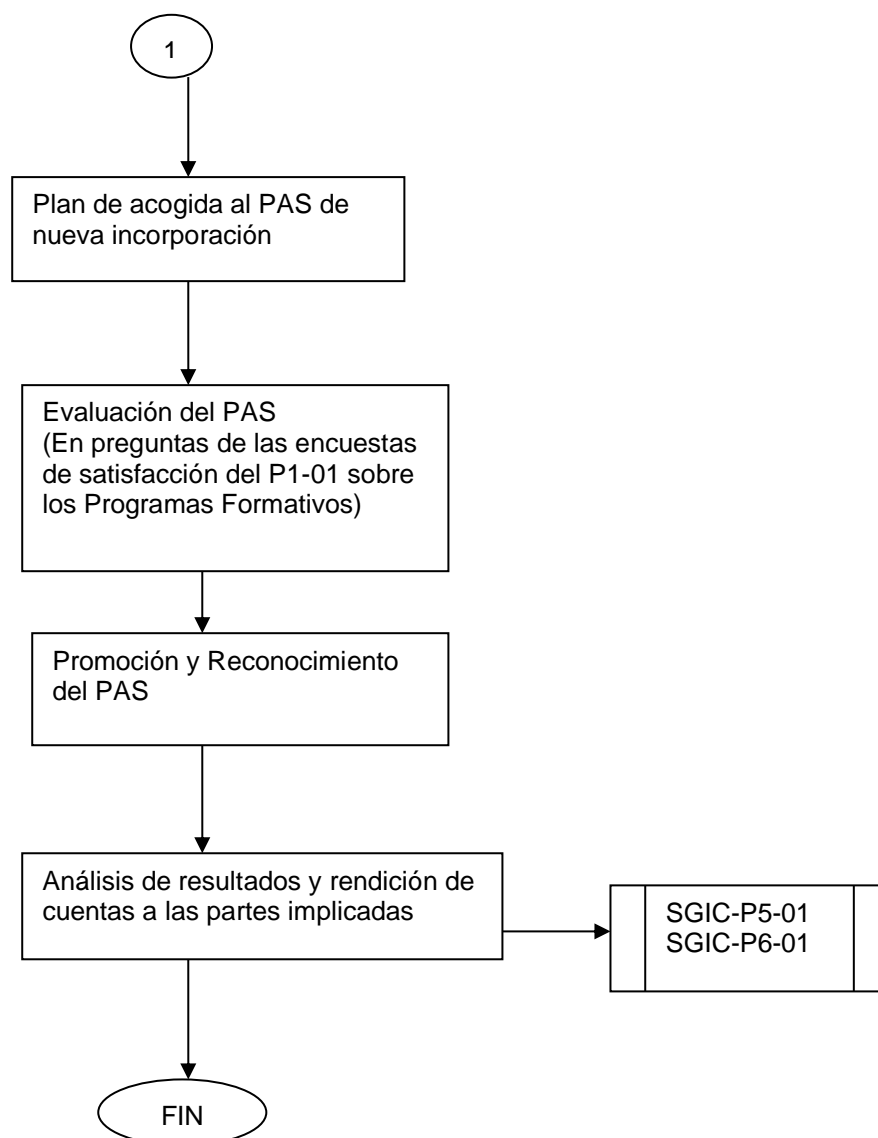 1
Plan de acogida al PAS de
nueva incorporación
Evaluación del PAS
(En preguntas de las encuestas
de satisfacción del P1-01 sobre
los Programas Formativos)
Promoción y Reconocimiento
del PAS
Análisis de resultados y rendición de
cuentas a las partes implicadas
SGIC-P5-01
SGIC-P6-01
FIN